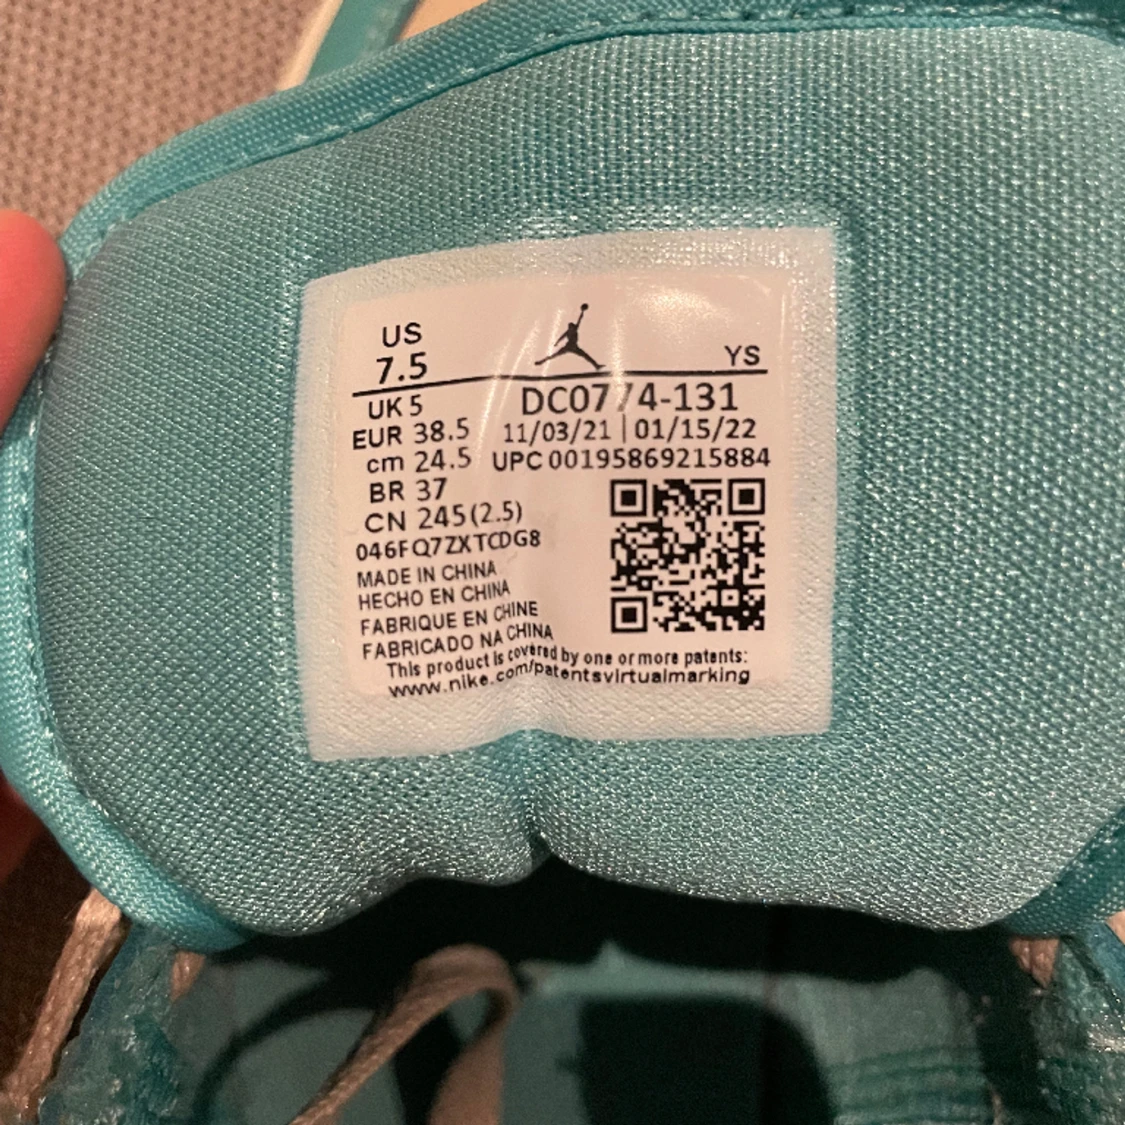 US
7.5
YS
UK 5
DC0774-131
EUR 38.5
11/03/21 | 01/15/22
cm 24.5
UPC 00195869215884
BR 37
CN 245(2.5)
046FQ7ZXTCDG8
MADE IN CHINA
HECHO EN CHINA
FABRIQUE EN CHINE
FABRICADO NA CHINA
This product is covered by one or more patents:
www.nike.com/patentsvirtualmarking